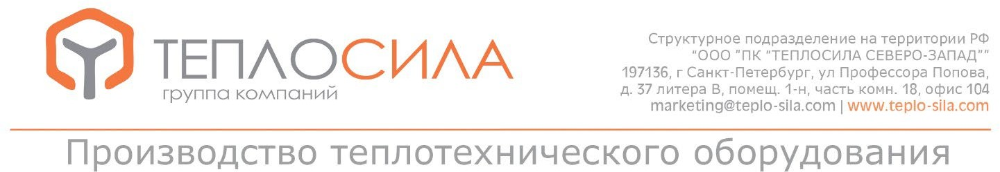 ТЕПЛОСИЛА
группа компаний
Структурное подразделение на территории РФ
"ООО "ПК "ТЕПЛОСИЛА СЕВЕРО-ЗАПАД""
197136, г Санкт-Петербург, ул Профессора Попова,
д. 37 литера В, помещ. 1-н, часть комн. 18, офис 104
marketing@teplo-sila.com | www.teplo-sila.com
Производство теплотехнического оборудования